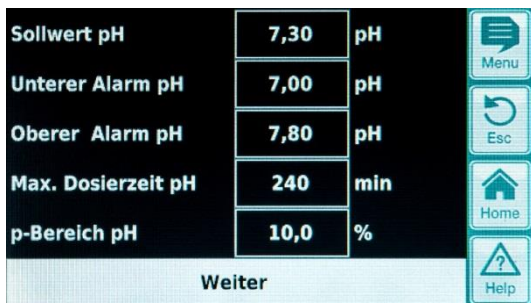 Sollwert pH 7,30 pH
Unterer Alarm pH 7,00 pH
Oberer Alarm pH 7,80 pH
Max. Dosierzeit pH 240 min
p-Bereich pH 10,0 %
Weiter
Menu
Esc
Home
? Help